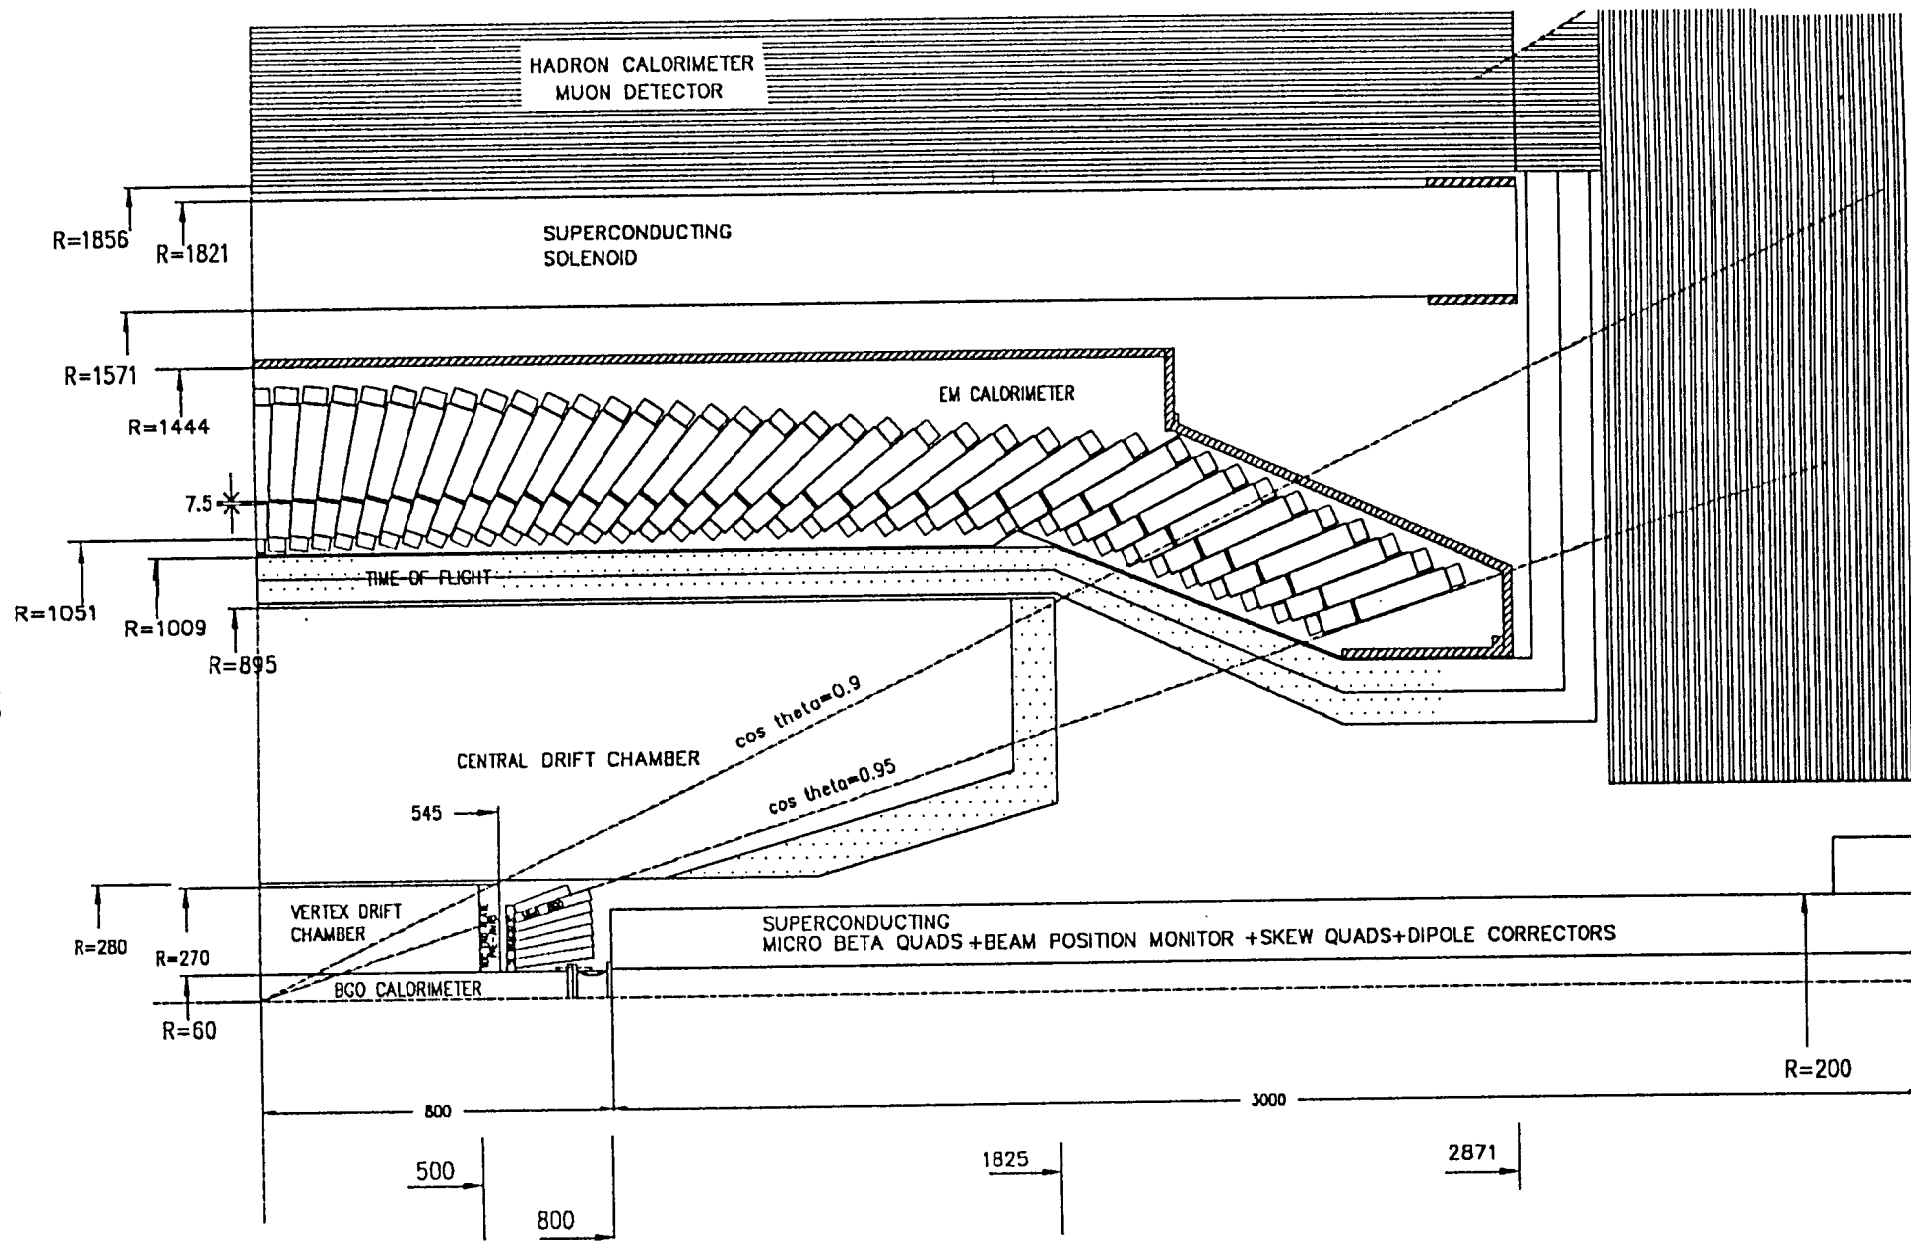 HADRON CALORIMETER
MUON DETECTOR
R=1856
R=1821
SUPERCONDUCTING
SOLENOID
R=1571
R=1444
EM CALORIMETER
7.5
R=1051
R=1009
R=895
TIME-OF-FLIGHT
cos theta=0.9
CENTRAL DRIFT CHAMBER
cos theta=0.95
545
VERTEX DRIFT
CHAMBER
R=280
R=270
SUPERCONDUCTING
MICRO BETA QUADS +BEAM POSITION MONITOR +SKEW QUADS+DIPOLE CORRECTORS
BGO CALORIMETER
R=60
R=200
800
3000
500
800
1825
2871